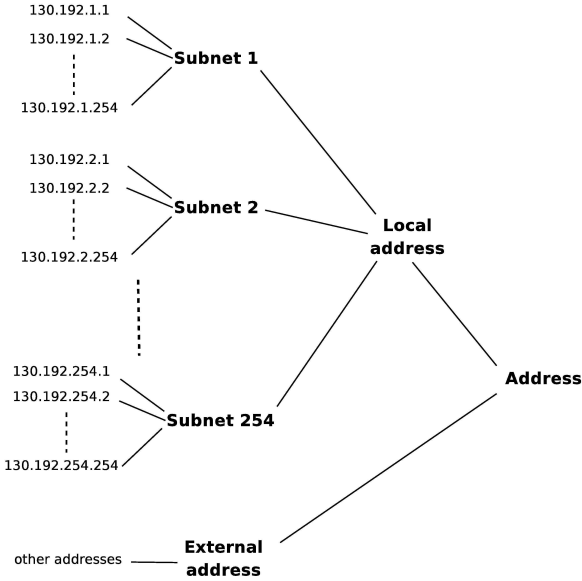 130.192.1.1
130.192.1.2
Subnet 1
130.192.1.254
130.192.2.1
130.192.2.2
Subnet 2
130.192.2.254
Local
address
130.192.254.1
130.192.254.2
Subnet 254
130.192.254.254
Address
External
address
other addresses